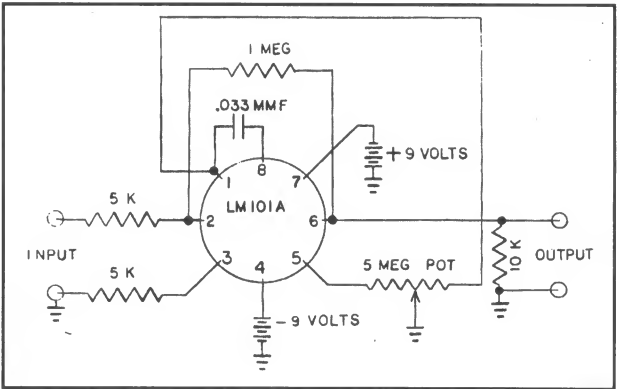 1 MEG
.033 MMF
1
8
7
+ 9 VOLTS
LM101A
5 K
2
6
INPUT
3
5
5 K
4
5 MEG POT
10 K
OUTPUT
- 9 VOLTS